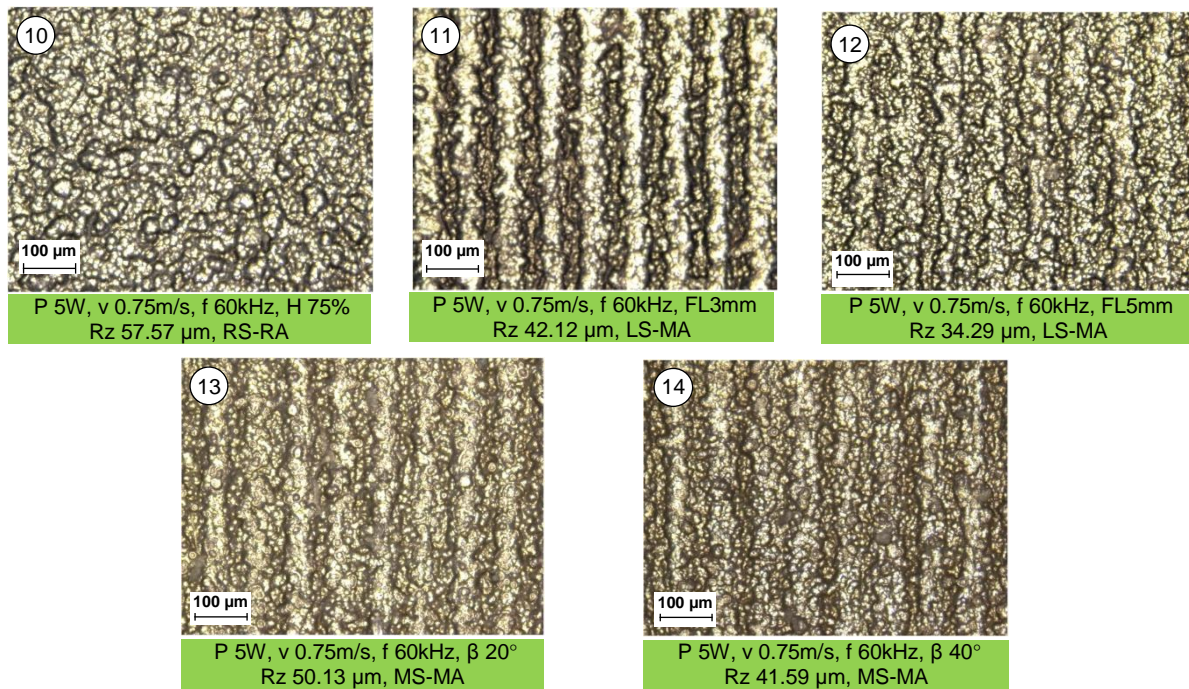 10
100 µm
P 5W, v 0.75m/s, f 60kHz, H 75%
Rz 57.57 µm, RS-RA
11
100 µm
P 5W, v 0.75m/s, f 60kHz, FL3mm
Rz 42.12 µm, LS-MA
12
100 µm
P 5W, v 0.75m/s, f 60kHz, FL5mm
Rz 34.29 µm, LS-MA
13
100 µm
P 5W, v 0.75m/s, f 60kHz, β 20°
Rz 50.13 µm, MS-MA
14
100 µm
P 5W, v 0.75m/s, f 60kHz, β 40°
Rz 41.59 µm, MS-MA